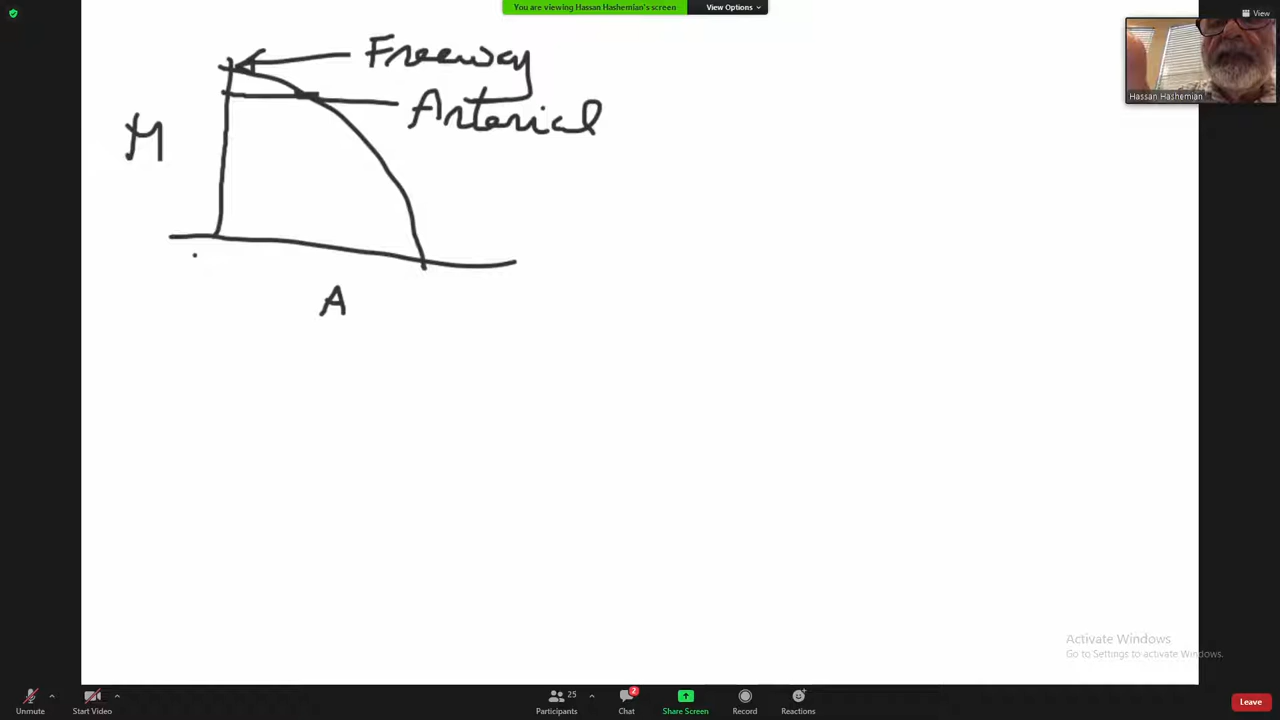 You are viewing Hassan Hashemian's screen
View Options
View
Hassan Hashemian
Freeway
Arterial
M
A
Activate Windows
Go to Settings to activate Windows.
Unmute
Start Video
25
Participants
2
Chat
Share Screen
Record
Reactions
Leave